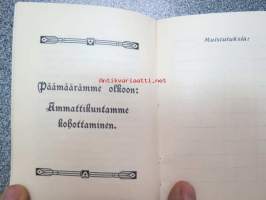 Päämäärämme olkoon:
Ammattikuntamme
kohottaminen.
Muistutuksia:
Antikvariaatti.net